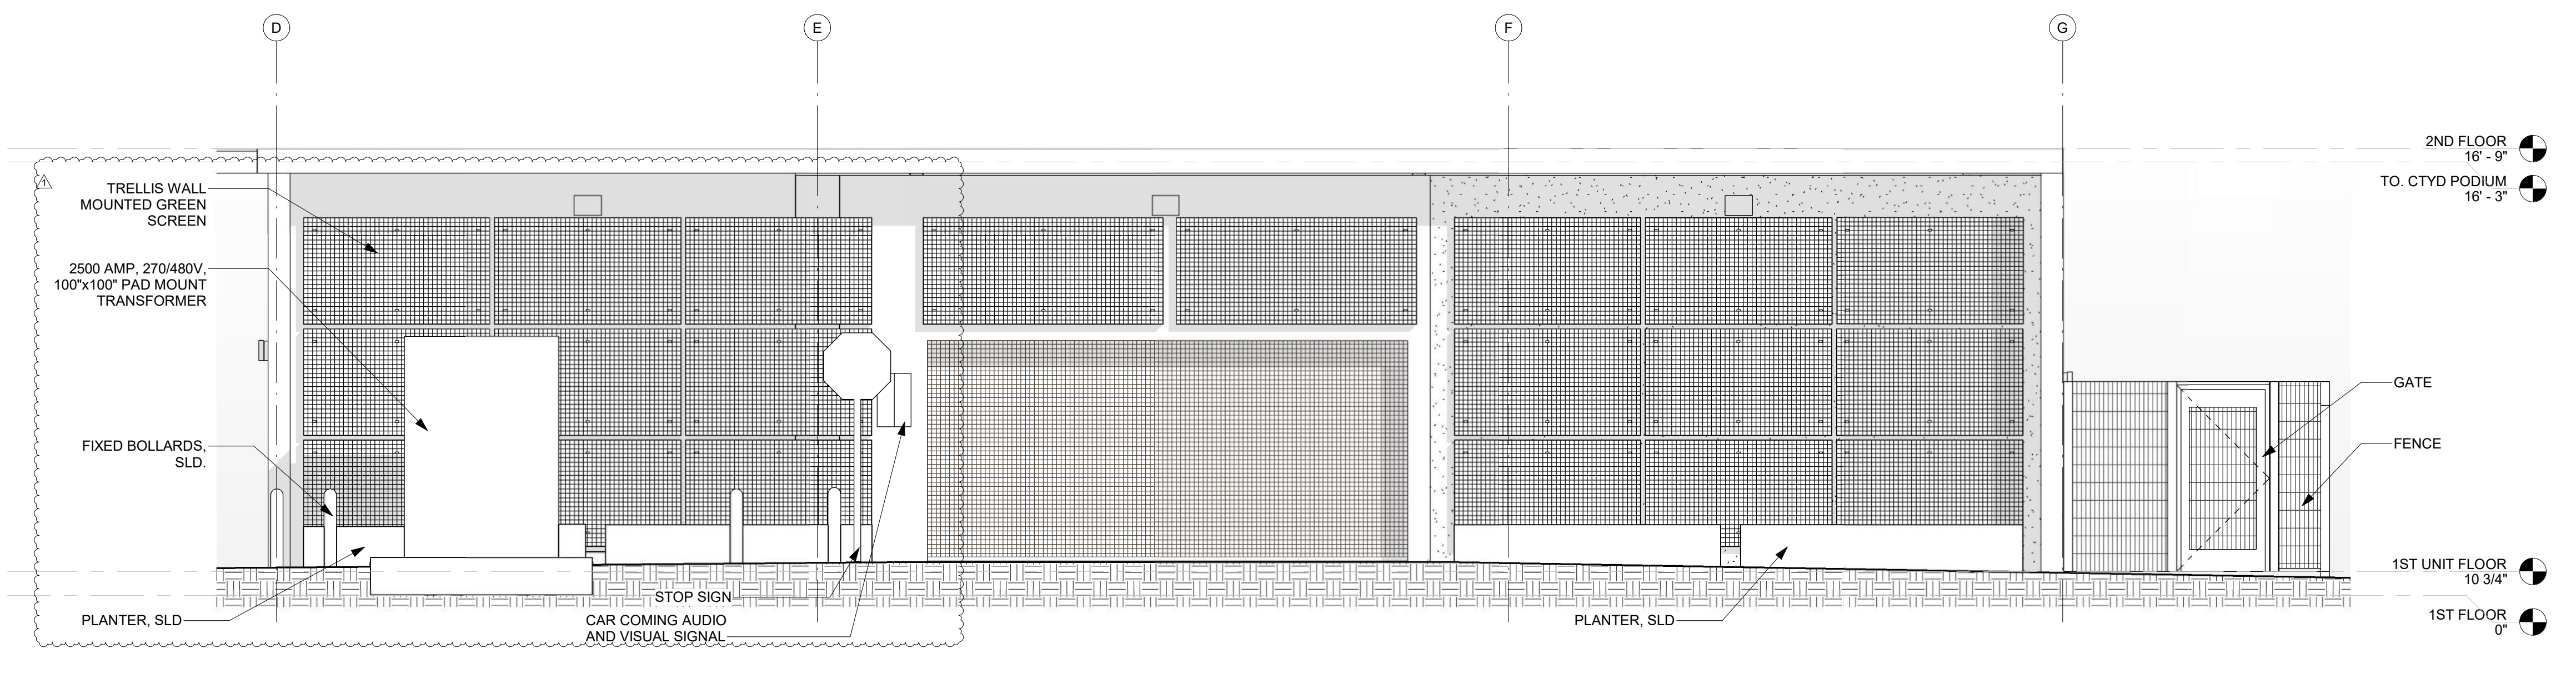 D
E
F
G
2ND FLOOR
16' - 9"
TO. CTYD PODIUM
16' - 3"
1
TRELLIS WALL
MOUNTED GREEN
SCREEN
2500 AMP, 270/480V,
100"x100" PAD MOUNT
TRANSFORMER
GATE
FIXED BOLLARDS,
SLD.
FENCE
1ST UNIT FLOOR
10 3/4"
STOP SIGN
PLANTER, SLD
CAR COMING AUDIO
AND VISUAL SIGNAL
PLANTER, SLD
1ST FLOOR
0"